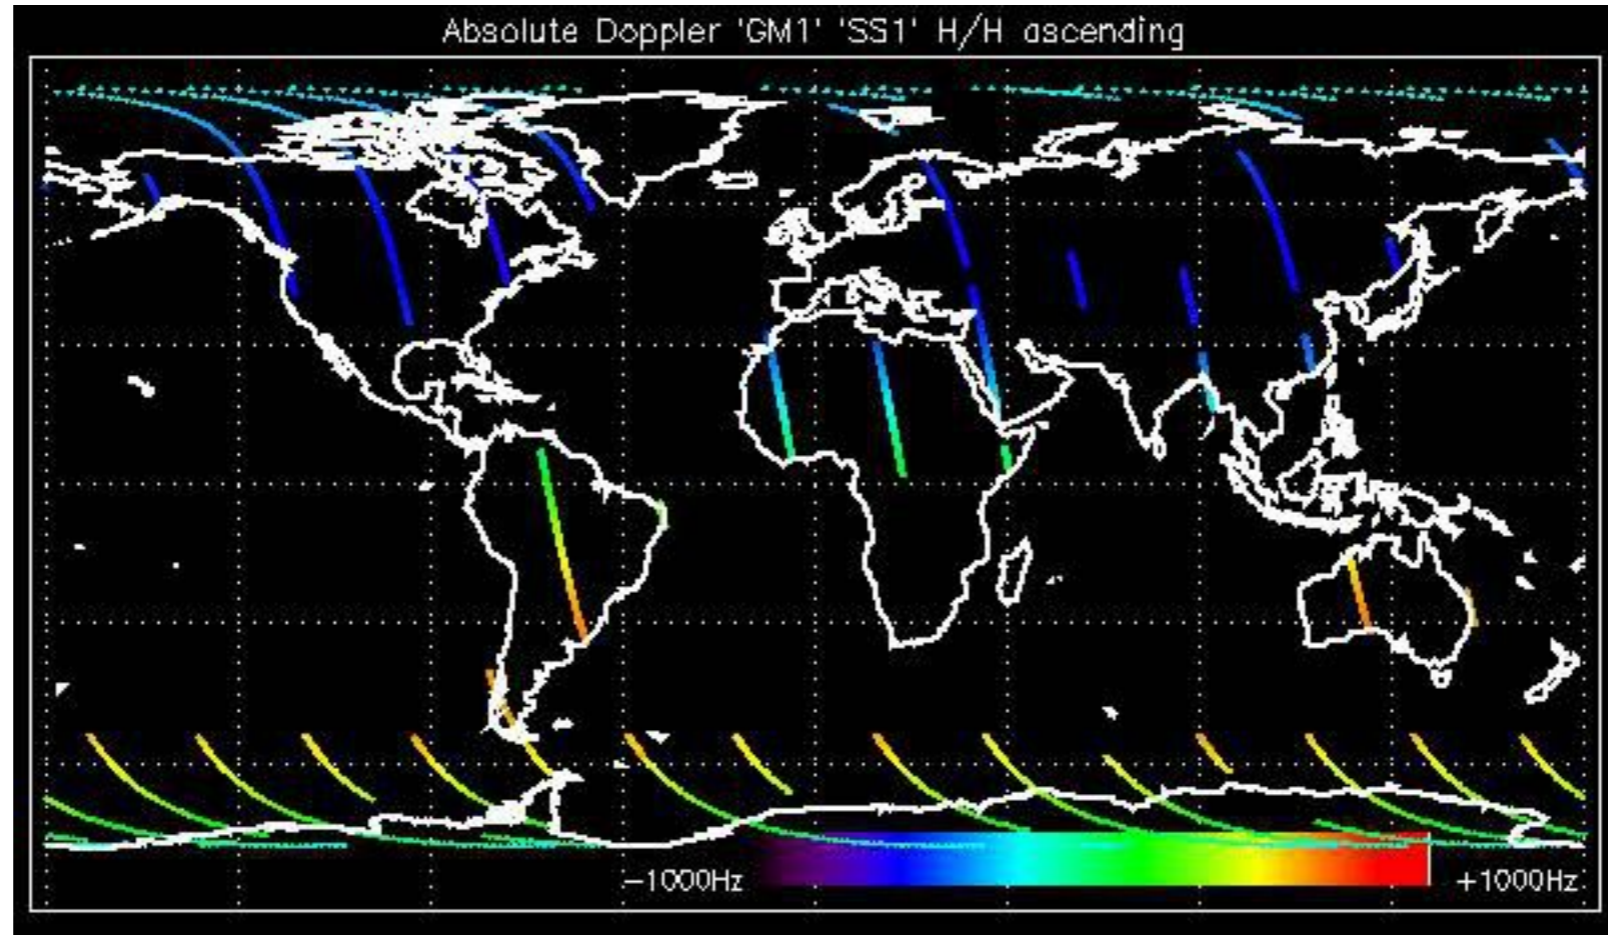 Absolute Doppler 'GM1' 'SS1' H/H ascending
−1000Hz
+1000Hz